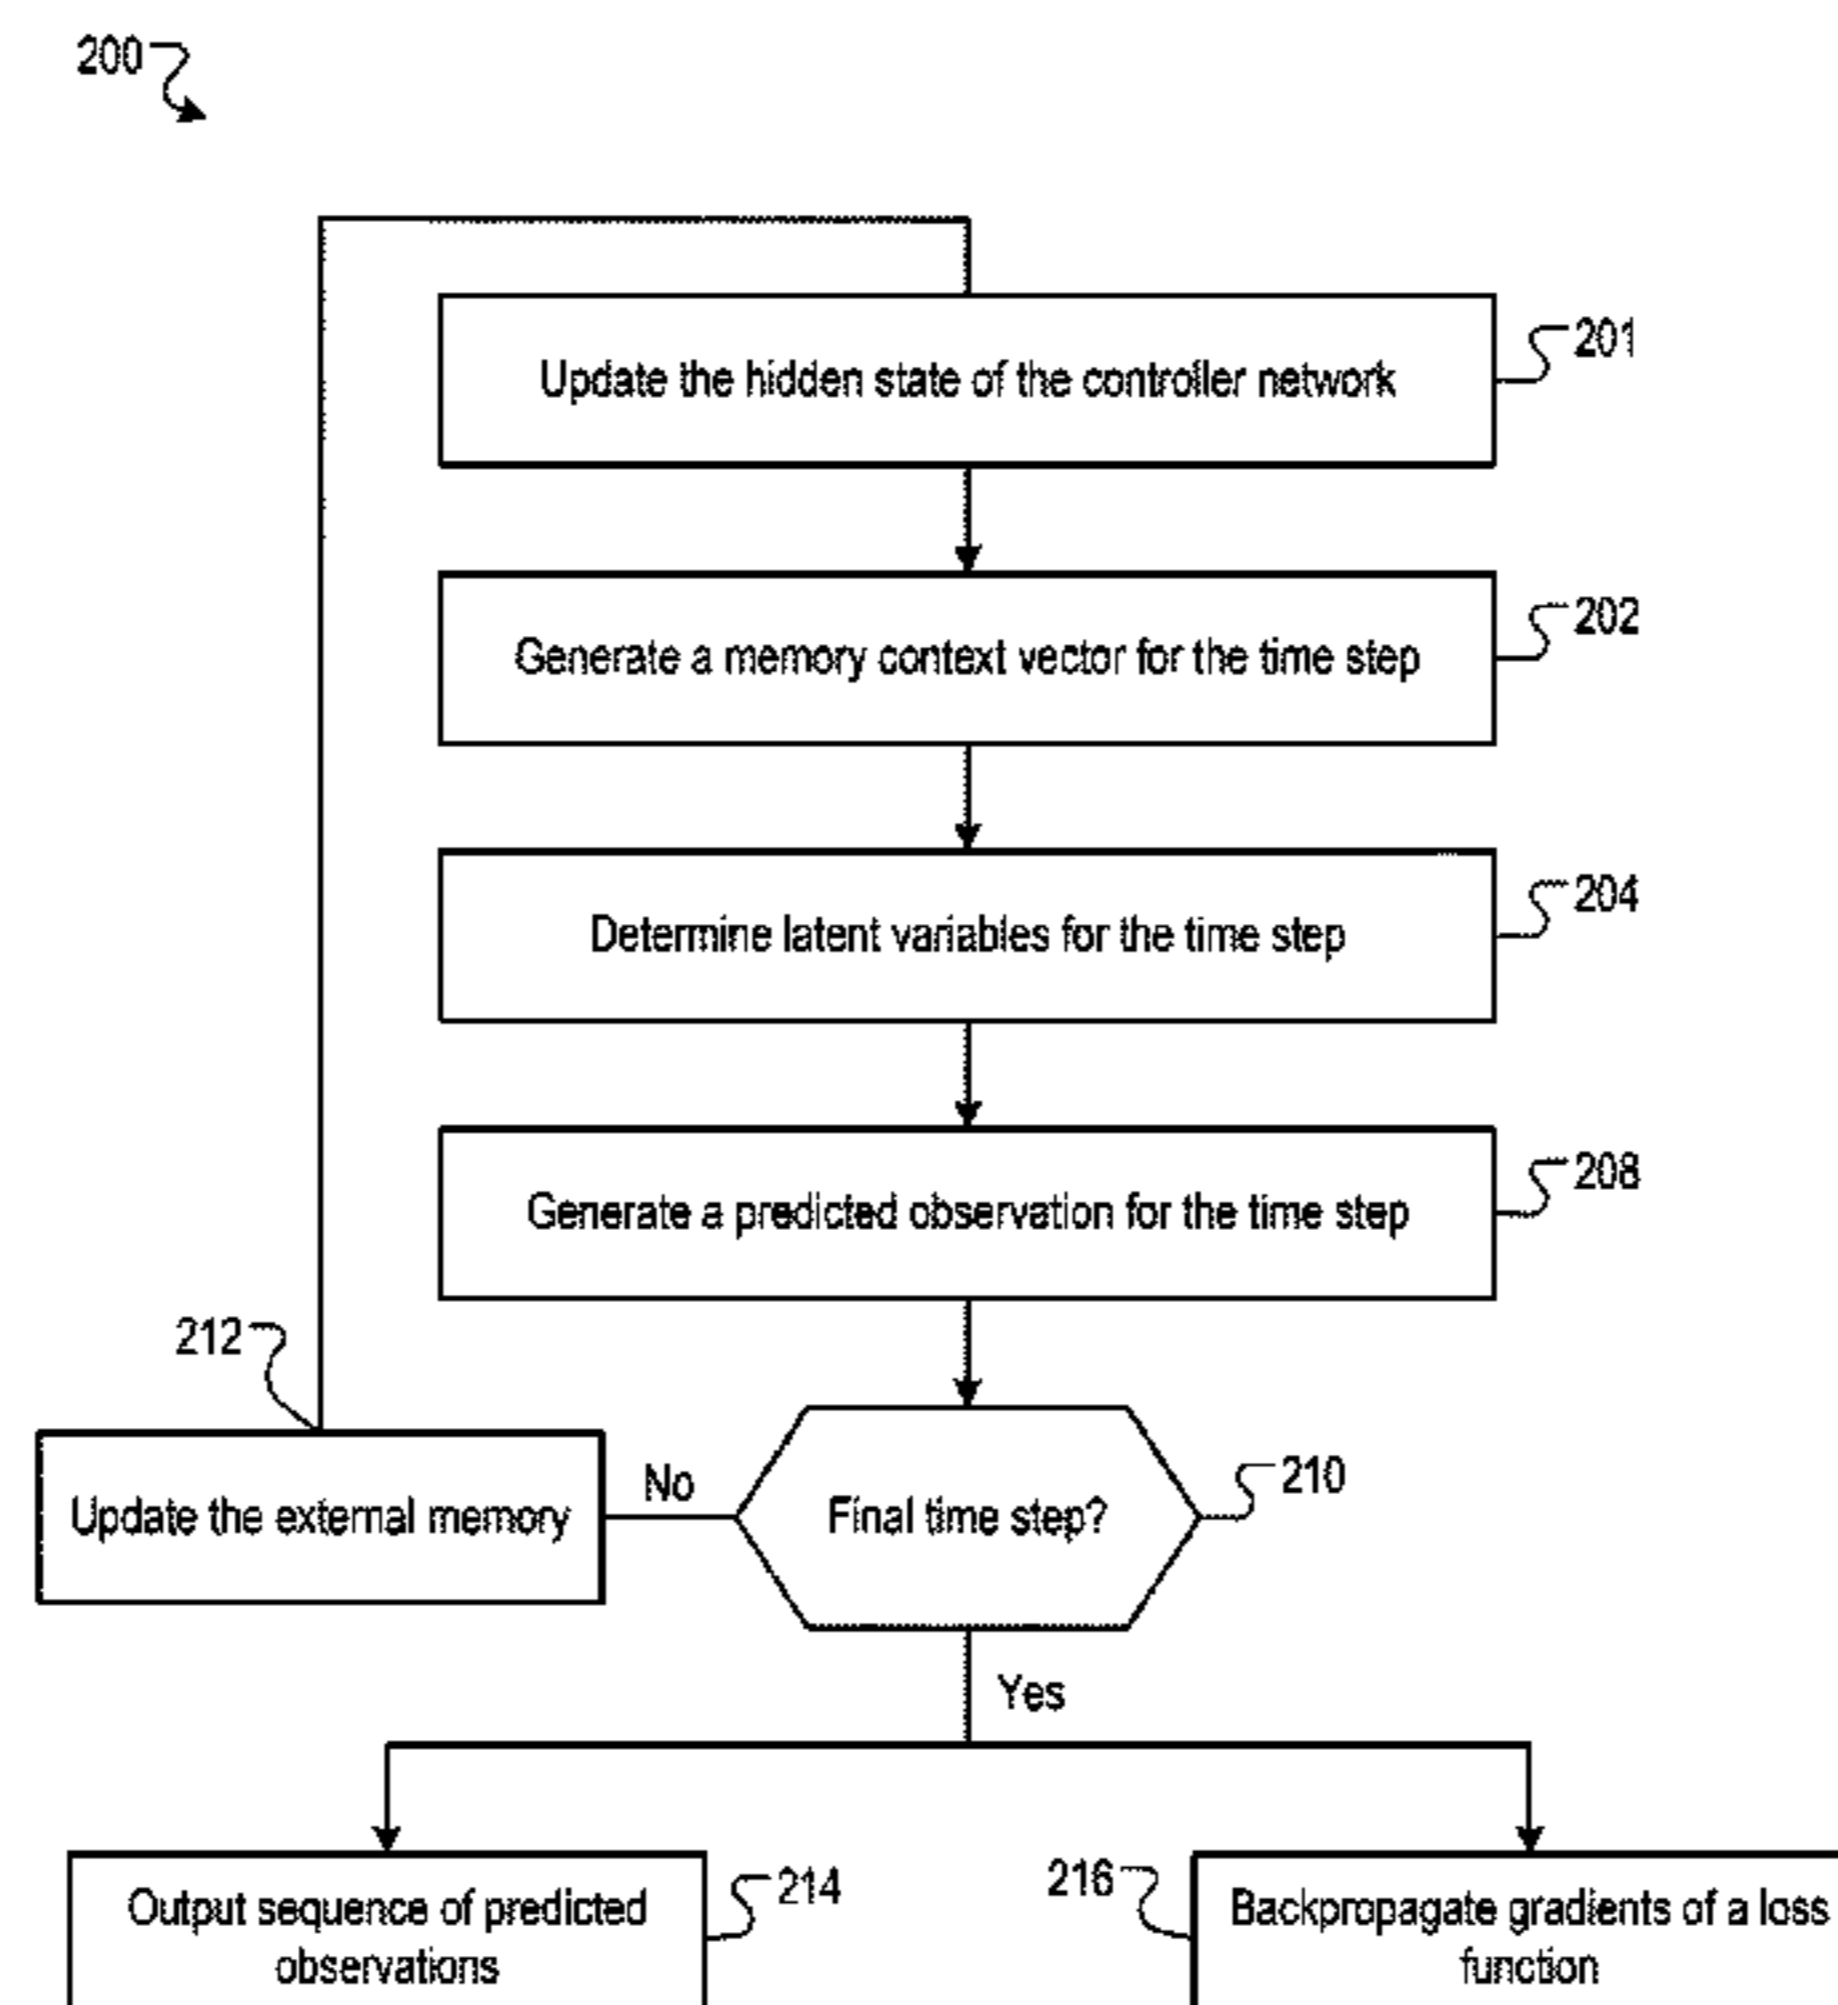 200
Update the hidden state of the controller network
201
Generate a memory context vector for the time step
202
Determine latent variables for the time step
204
Generate a predicted observation for the time step
208
212
Update the external memory
No
Final time step?
210
Yes
Output sequence of predicted
observations
214
216
Backpropagate gradients of a loss
function